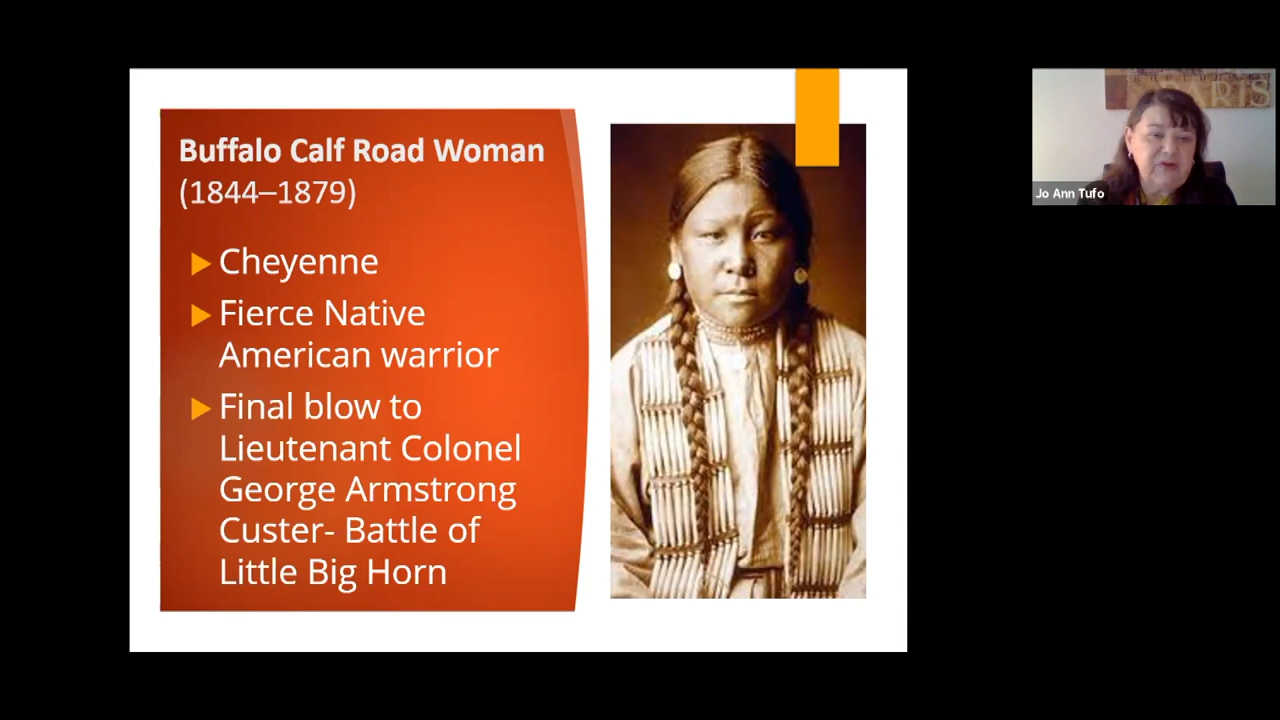 Buffalo Calf Road Woman
(1844–1879)
Cheyenne
Fierce Native
American warrior
Final blow to
Lieutenant Colonel
George Armstrong
Custer- Battle of
Little Big Horn
PARIS
Jo Ann Tufo